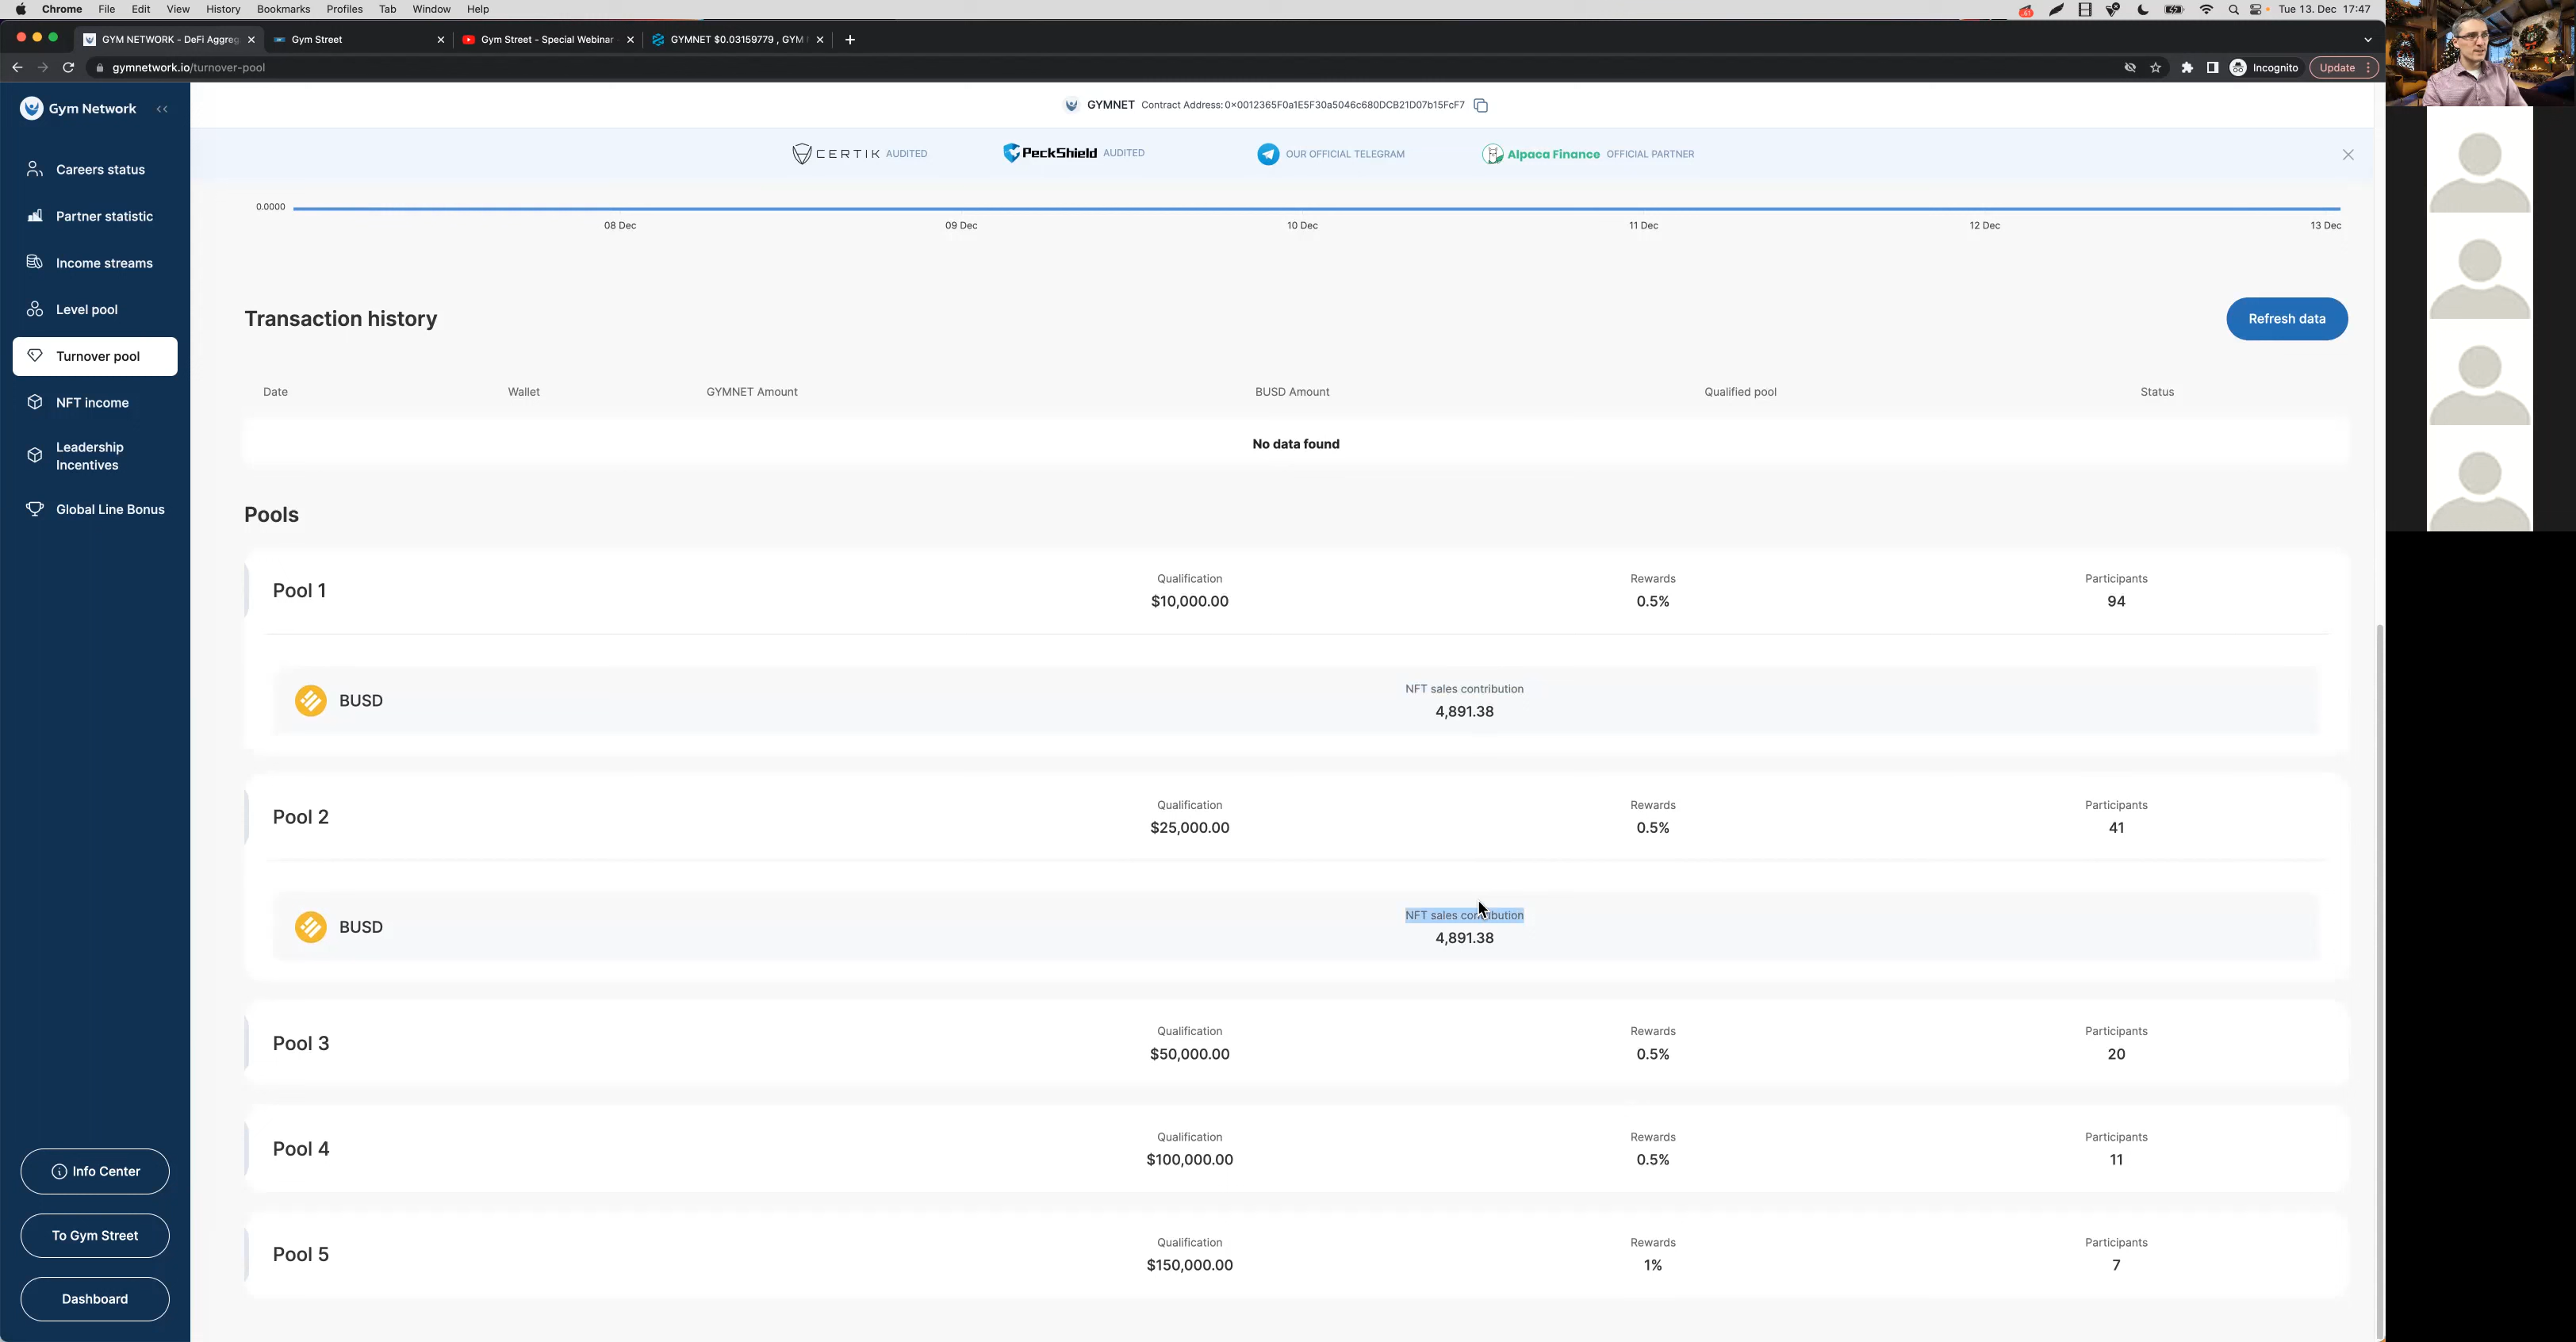 Chrome File Edit View History Bookmarks Profiles Tab Window Help Tue 13. Dec 17:47
GYM NETWORK - DeFi Aggreg Gym Street Gym Street - Special Webinar GYMNET $0.03159779 , GYM
gymnetwork.io/turnover-pool Incognito Update
Gym Network
Careers status
Partner statistic
Income streams
Level pool
Turnover pool
NFT income
Leadership
Incentives
Global Line Bonus
Info Center
To Gym Street
Dashboard
GYMNET Contract Address: 0x0012365F0a1E5F30a5046c680DCB21D07b15FcF7
CERTIK AUDITED PeckShield AUDITED OUR OFFICIAL TELEGRAM Alpaca Finance OFFICIAL PARTNER
0.0000
08 Dec 09 Dec 10 Dec 11 Dec 12 Dec 13 Dec
Transaction history Refresh data
Date Wallet GYMNET Amount BUSD Amount Qualified pool Status
No data found
Pools
Pool 1
Qualification Rewards Participants
$10,000.00 0.5% 94
BUSD
NFT sales contribution
4,891.38
Pool 2
Qualification Rewards Participants
$25,000.00 0.5% 41
BUSD
NFT sales contribution
4,891.38
Pool 3
Qualification Rewards Participants
$50,000.00 0.5% 20
Pool 4
Qualification Rewards Participants
$100,000.00 0.5% 11
Pool 5
Qualification Rewards Participants
$150,000.00 1% 7